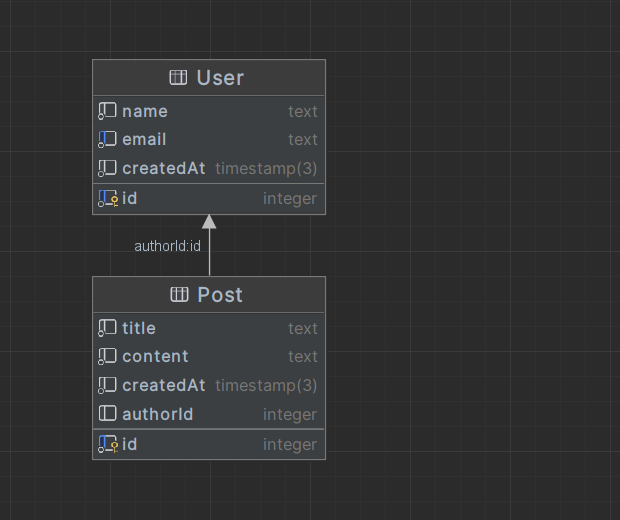 User
name text
email text
createdAt timestamp(3)
id integer
authorId:id
Post
title text
content text
createdAt timestamp(3)
authorId integer
id integer